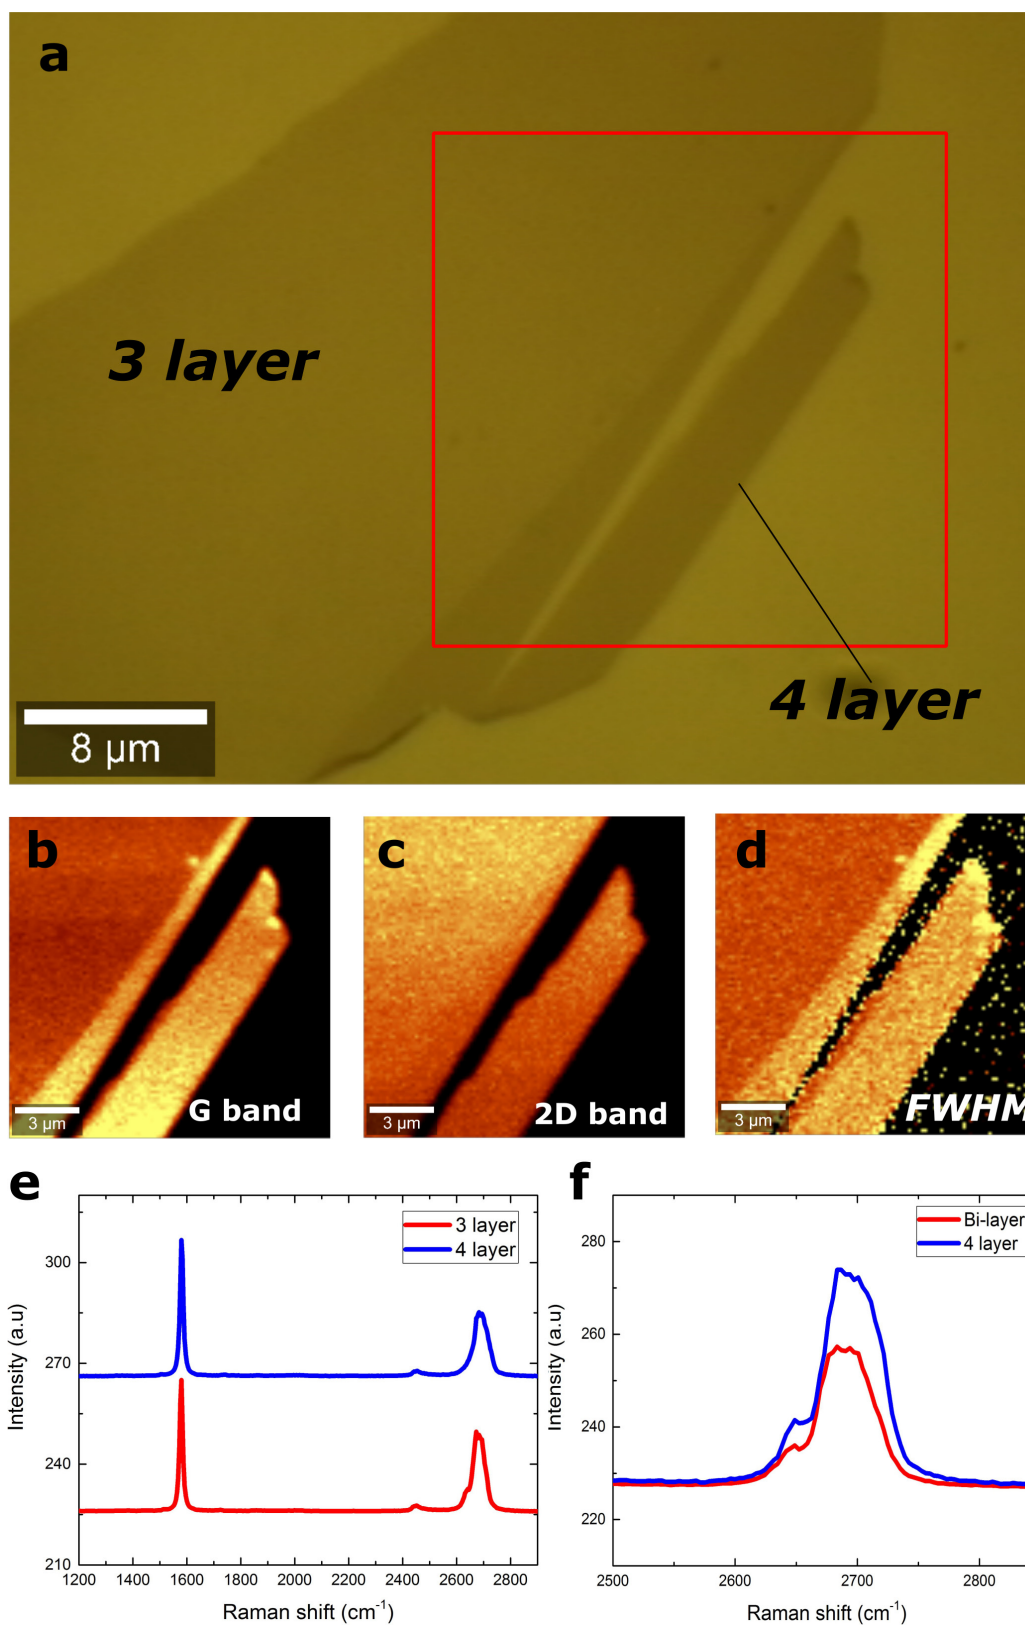 a
3 layer
4 layer
8 µm
b
c
d
3 µm
G band
3 µm
2D band
3 µm
FWHM
e
f
300
270
240
210
1200 1400 1600 1800 2000 2200 2400 2600 2800
Intensity (a.u)
Raman shift (cm⁻¹)
3 layer
4 layer
280
260
240
220
2500 2600 2700 2800
Intensity (a.u)
Raman shift (cm⁻¹)
Bi-layer
4 layer